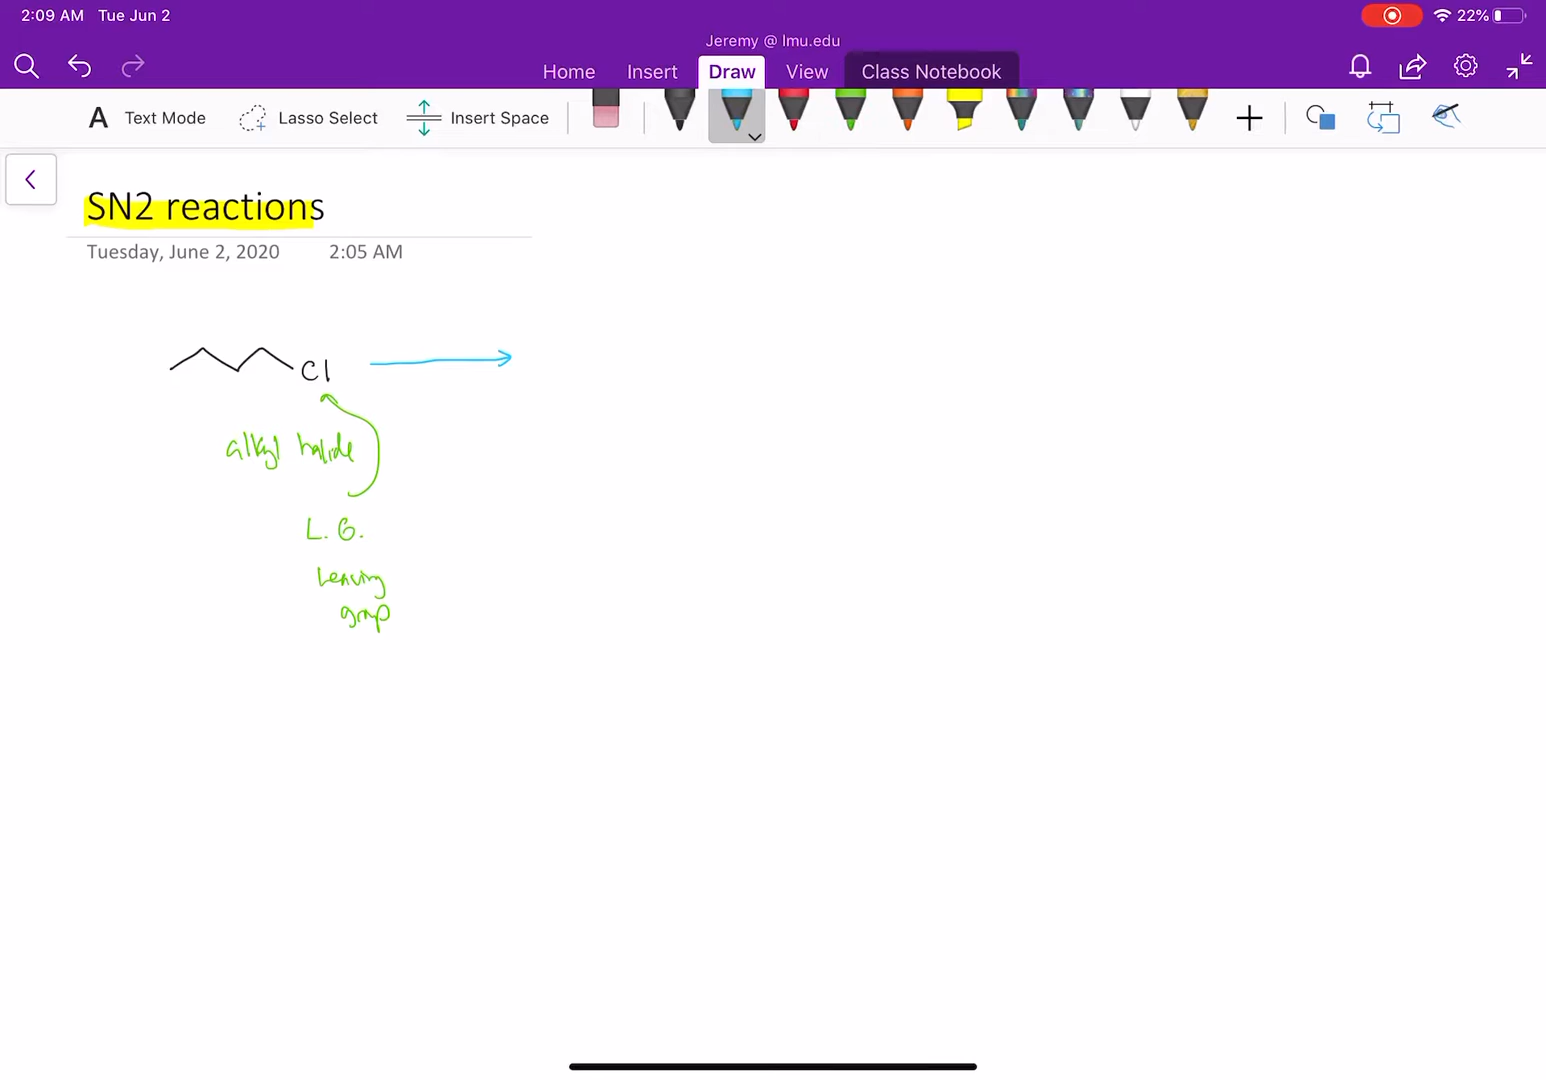 2:09 AM Tue Jun 2
22%
Jeremy @ lmu.edu
Home Insert Draw View Class Notebook
A Text Mode Lasso Select Insert Space
SN2 reactions
Tuesday, June 2, 2020 2:05 AM
Cl
alkyl halide
L. G.
Leaving
group